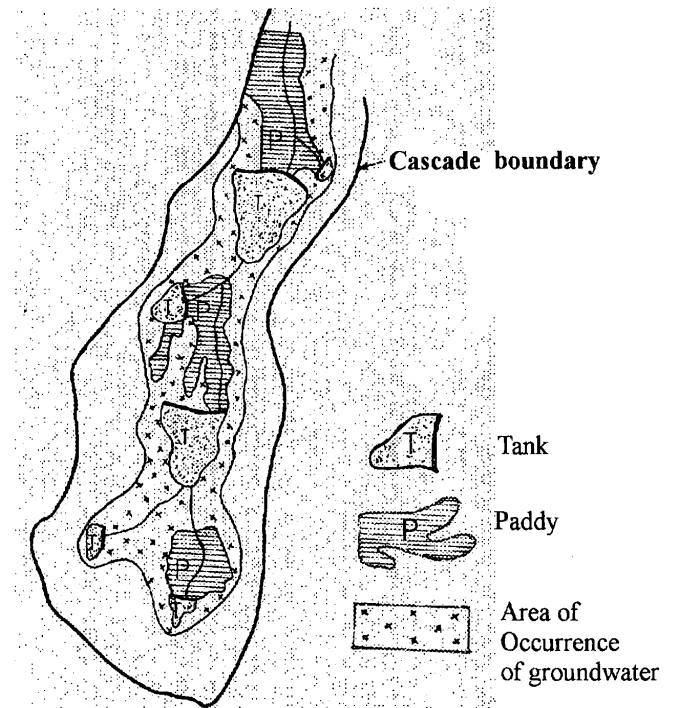 P
Cascade boundary
T
T
P
T
T
P
T
T
Tank
P
Paddy
Area of
Occurrence
of groundwater